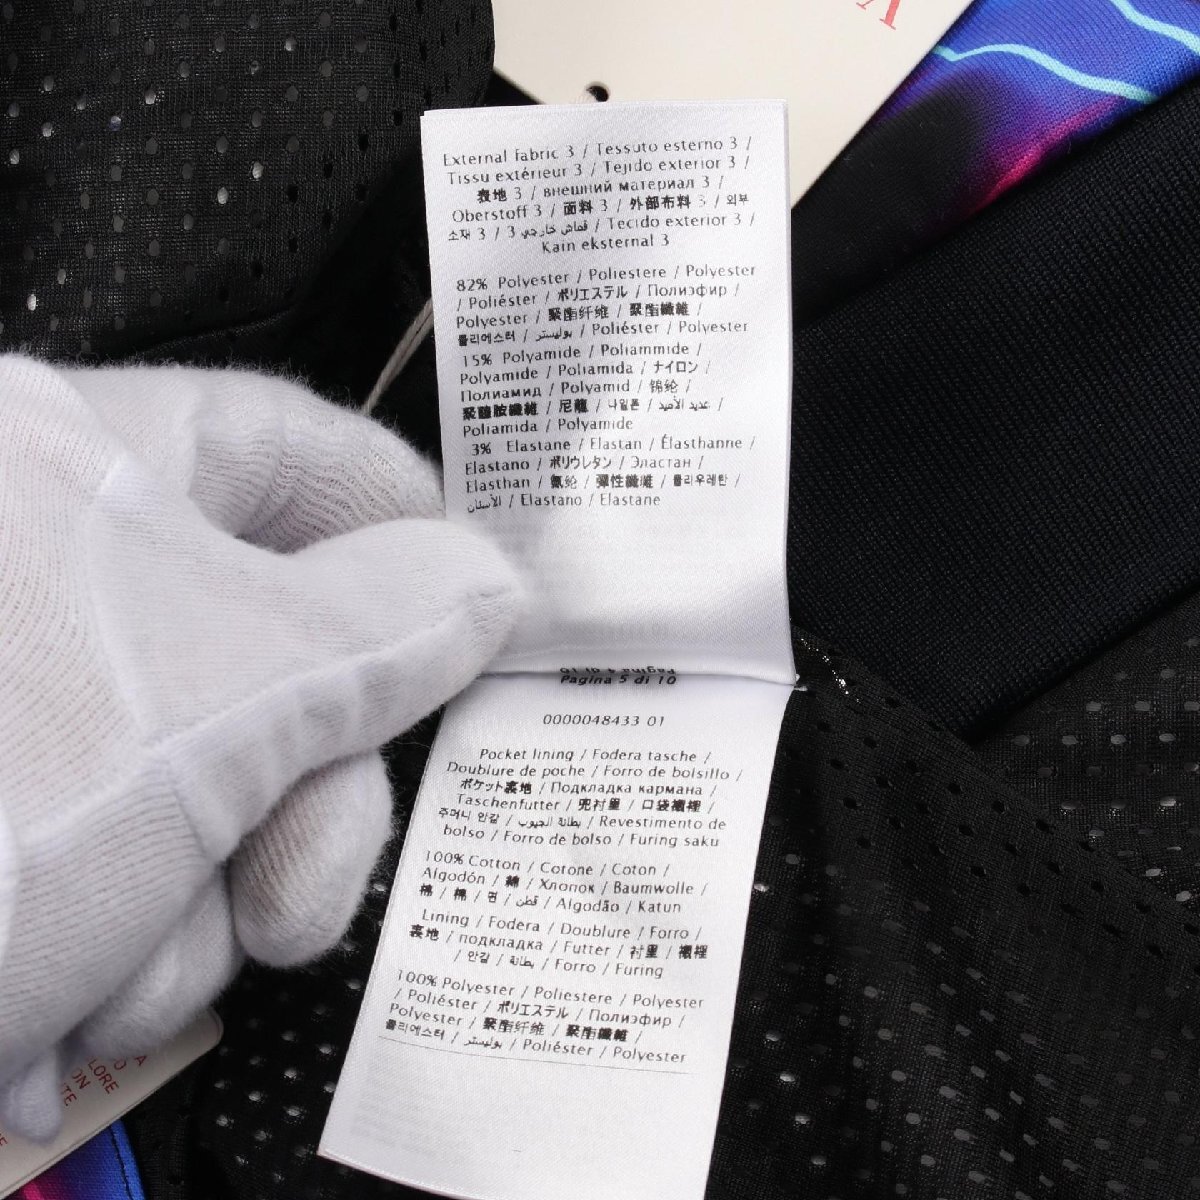 V
External fabric 3 / Tessuto esterno 3 /
Tissu extérieur 3 / Tejido exterior 3 /
表地 3 / внешний материал 3 /
Oberstoff 3 / 面料 3 / 外部布料 3 / 외부
소재 3 / 3 قماش خارجي / Tecido exterior 3 /
Kain eksternal 3
82% Polyester / Poliestere / Polyester
/ Poliéster / ポリエステル / Полиэфир /
Polyester / 聚酯纤维 / 聚酯纖維 /
폴리에스터 / بوليستر / Poliéster / Polyester
15% Polyamide / Poliammide /
Polyamide / Poliamida / ナイロン /
Полиамид / Polyamid / 锦纶 /
聚醯胺纖維 / 尼龍 / 나일론 / عديد الأميد /
Poliamida / Polyamide
3% Elastane / Elastan / Élasthanne /
Elastano / ポリウレタン / Эластан /
Elasthan / 氨纶 / 彈性纖維 / 폴리우레탄 /
الأستان / Elastano / Elastane
Pagina 5 di 10
0000048433 01
Pocket lining / Fodera tasche /
Doublure de poche / Forro de bolsillo /
ポケット裏地 / Подкладка кармана /
Taschenfutter / 兜衬里 / 口袋襯裡 /
주머니 안감 / بطانة الجيوب / Revestimento de
bolso / Forro de bolso / Furing saku
100% Cotton / Cotone / Coton /
Algodón / 綿 / Хлопок / Baumwolle /
棉 / 棉 / 면 / قطن / Algodão / Katun
Lining / Fodera / Doublure / Forro /
裏地 / подкладка / Futter / 衬里 / 襯裡
/ 안감 / بطانة / Forro / Furing
100% Polyester / Poliestere / Polyester
/ Poliéster / ポリエステル / Полиэфир /
Polyester / 聚酯纤维 / 聚酯纖維 /
폴리에스터 / بوليستر / Poliéster / Polyester
A
O
LORE
ON
TE
E